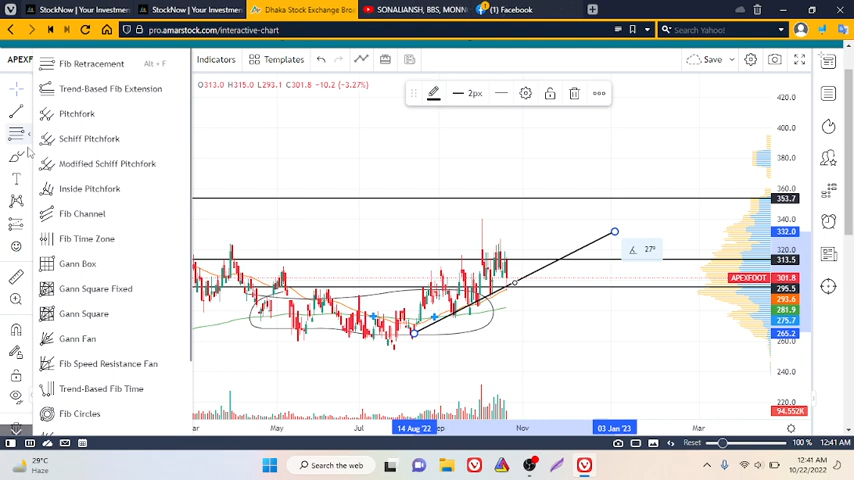 StockNow | Your Investmen
StockNow | Your Investmen
Dhaka Stock Exchange Brok
SONALIANSH, BBS, MONN
Facebook
pro.amarstock.com/interactive-chart
Search Yahoo!
APEXF
Indicators
Templates
Save
O313.0 H315.0 L293.1 C301.8 -10.2 (-3.27%)
2px
Fib Retracement Alt + F
Trend-Based Fib Extension
Pitchfork
Schiff Pitchfork
Modified Schiff Pitchfork
Inside Pitchfork
Fib Channel
Fib Time Zone
Gann Box
Gann Square Fixed
Gann Square
Gann Fan
Fib Speed Resistance Fan
Trend-Based Fib Time
Fib Circles
27°
420.0
400.0
380.0
353.7
340.0
332.0
320.0
313.5
APEXFOOT 301.8
295.5
293.6
281.9
275.7
265.2
240.0
220.0
94.552K
ar
May
Jul
14 Aug '22
ep
Nov
03 Jan '23
Mar
Reset
100 %
12:41 AM
29°C
Haze
Search the web
12:41 AM
10/22/2022